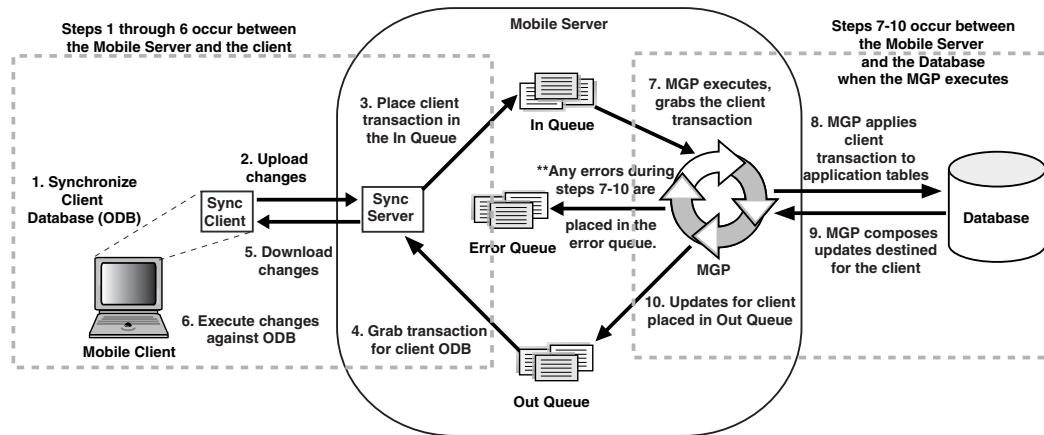 Mobile Server
Steps 1 through 6 occur between
the Mobile Server and the client
Steps 7-10 occur between
the Mobile Server
and the Database
when the MGP executes
1. Synchronize
Client
Database (ODB)
2. Upload
changes
Sync
Client
5. Download
changes
Mobile Client
6. Execute changes
against ODB
3. Place client
transaction in
the In Queue
Sync
Server
4. Grab transaction
for client ODB
In Queue
**Any errors during
steps 7-10 are
placed in the
error queue.
Error Queue
Out Queue
7. MGP executes,
grabs the client
transaction
MGP
10. Updates for client
placed in Out Queue
8. MGP applies
client
transaction to
application tables
9. MGP composes
updates destined
for the client
Database